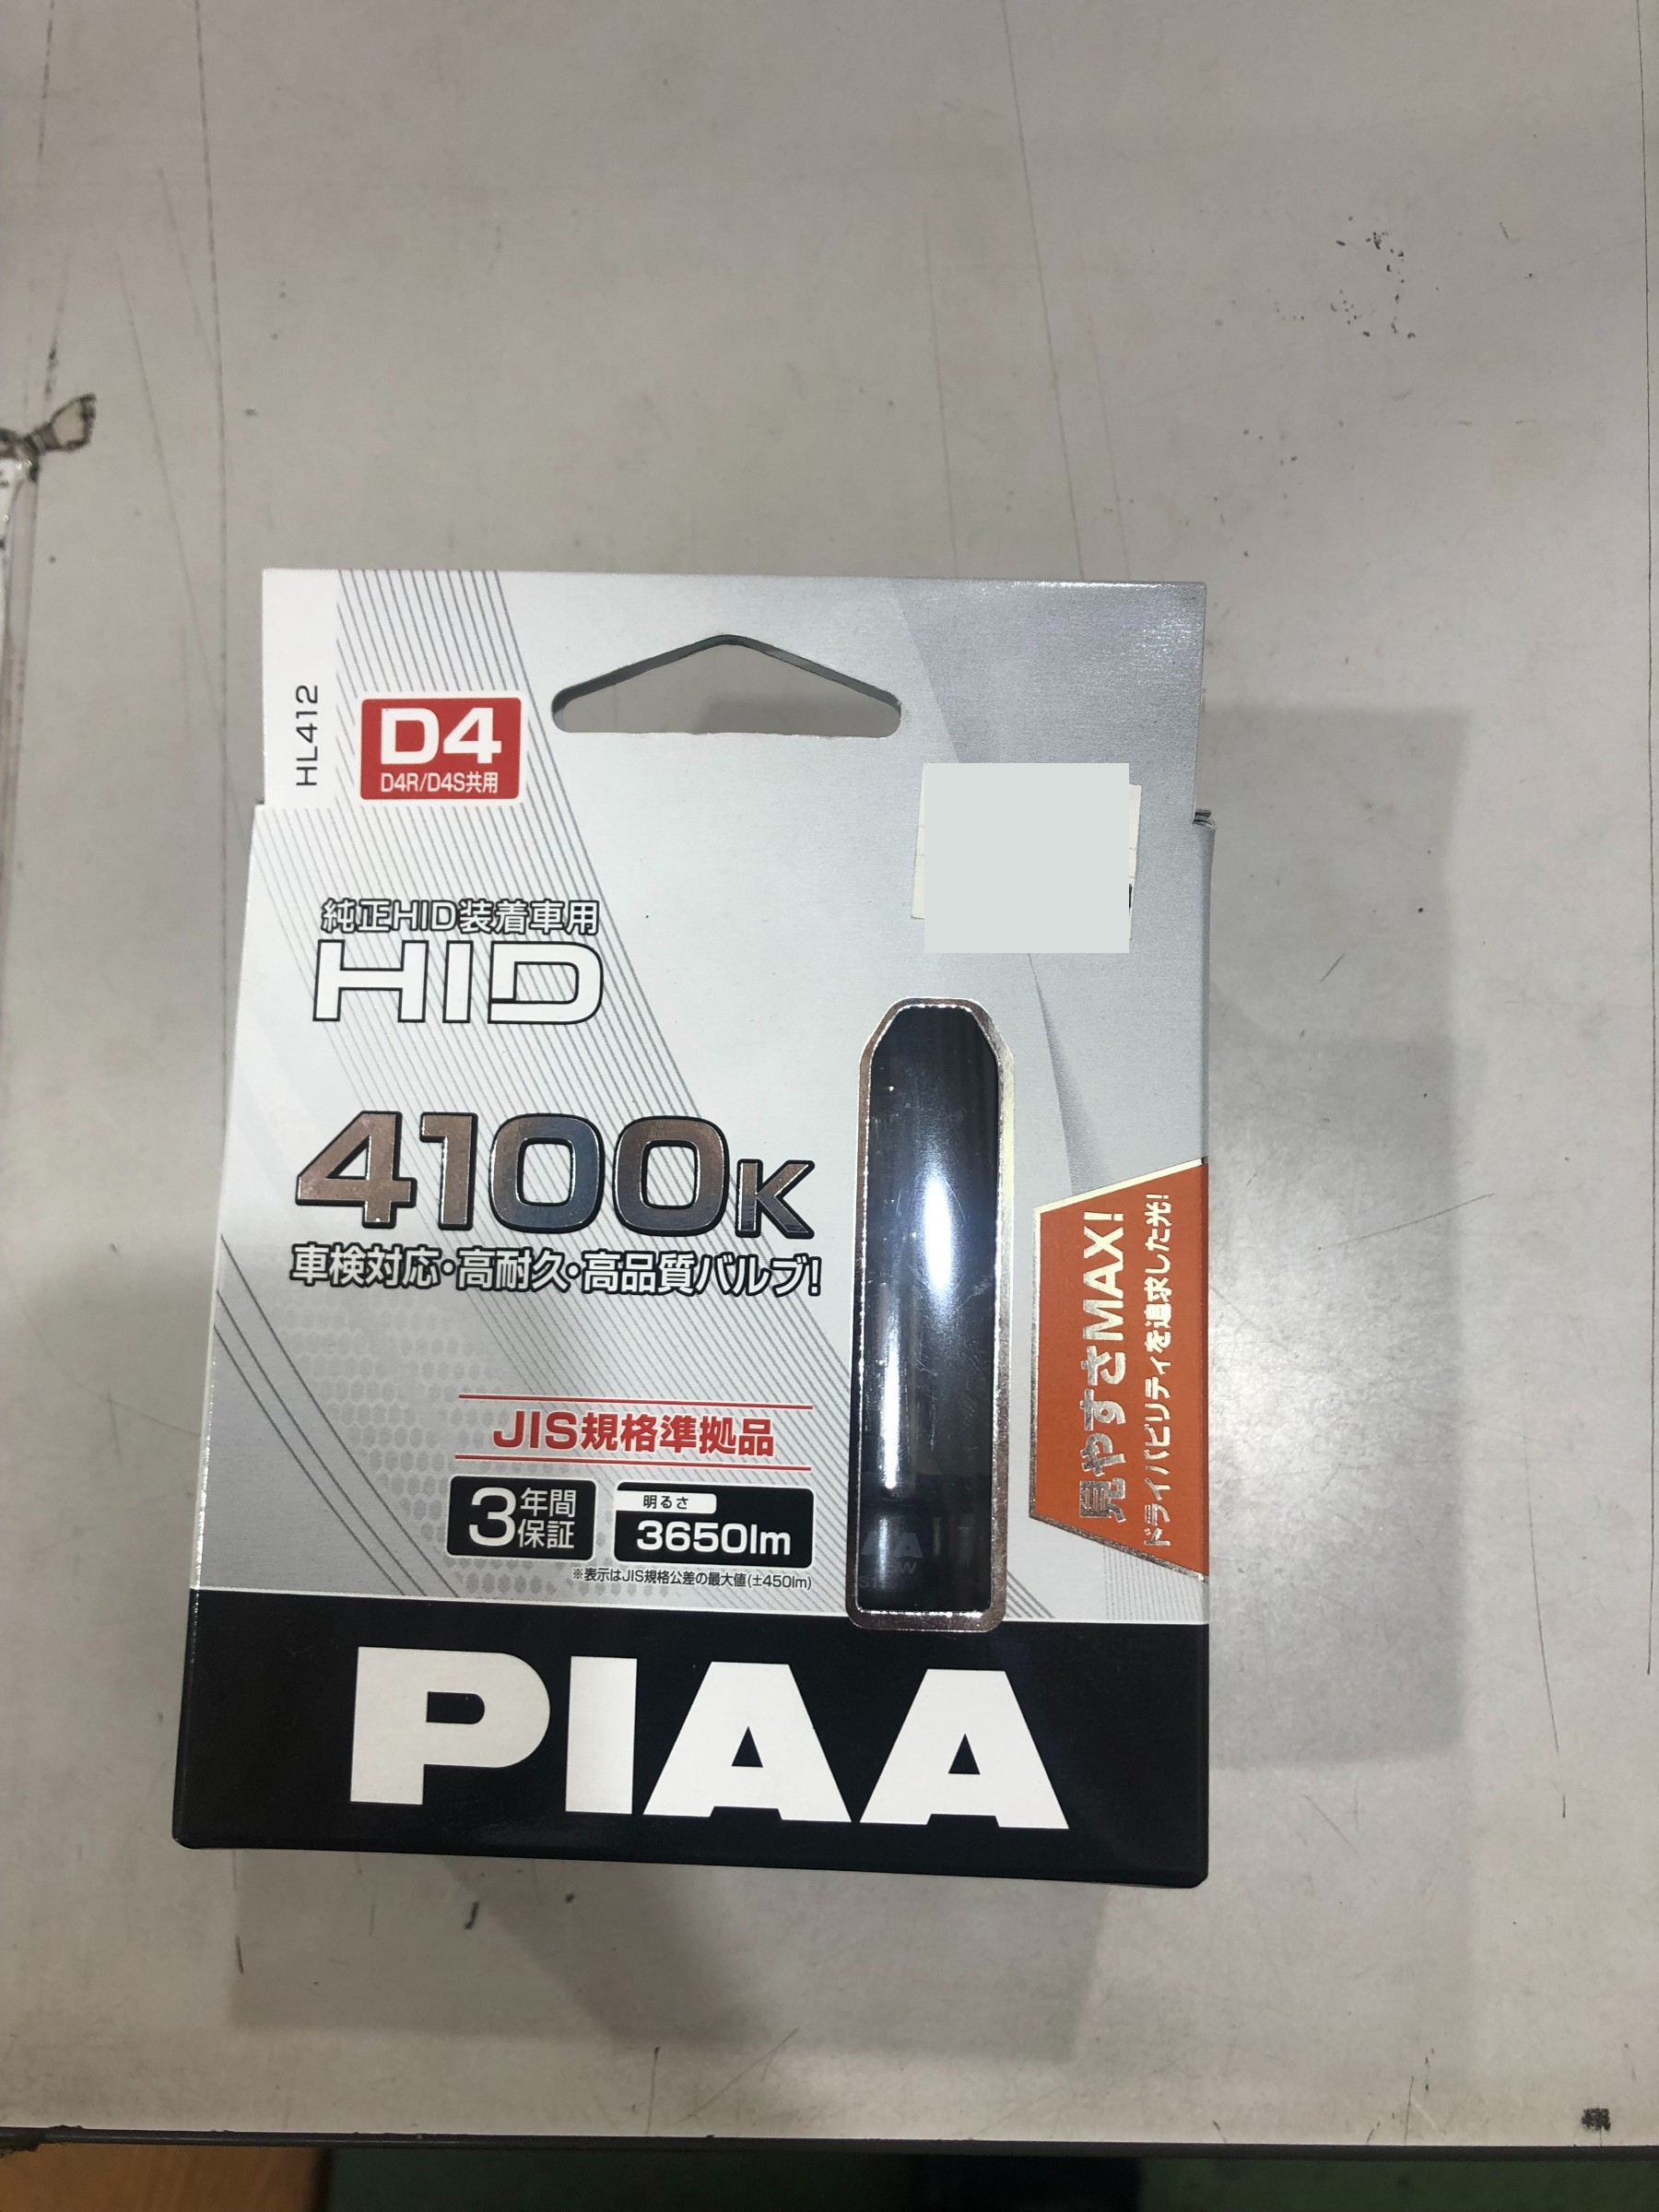 HL412
D4
D4R/D4S共用
純正HID装着車用
HID
4100K
車検対応・高耐久・高品質バルブ!
見やすさMAX!
ドライバビリティを追求した光!
JIS規格準拠品
3年間保証
明るさ
3650lm
※表示はJIS規格公差の最大値(±450lm)
PIAA